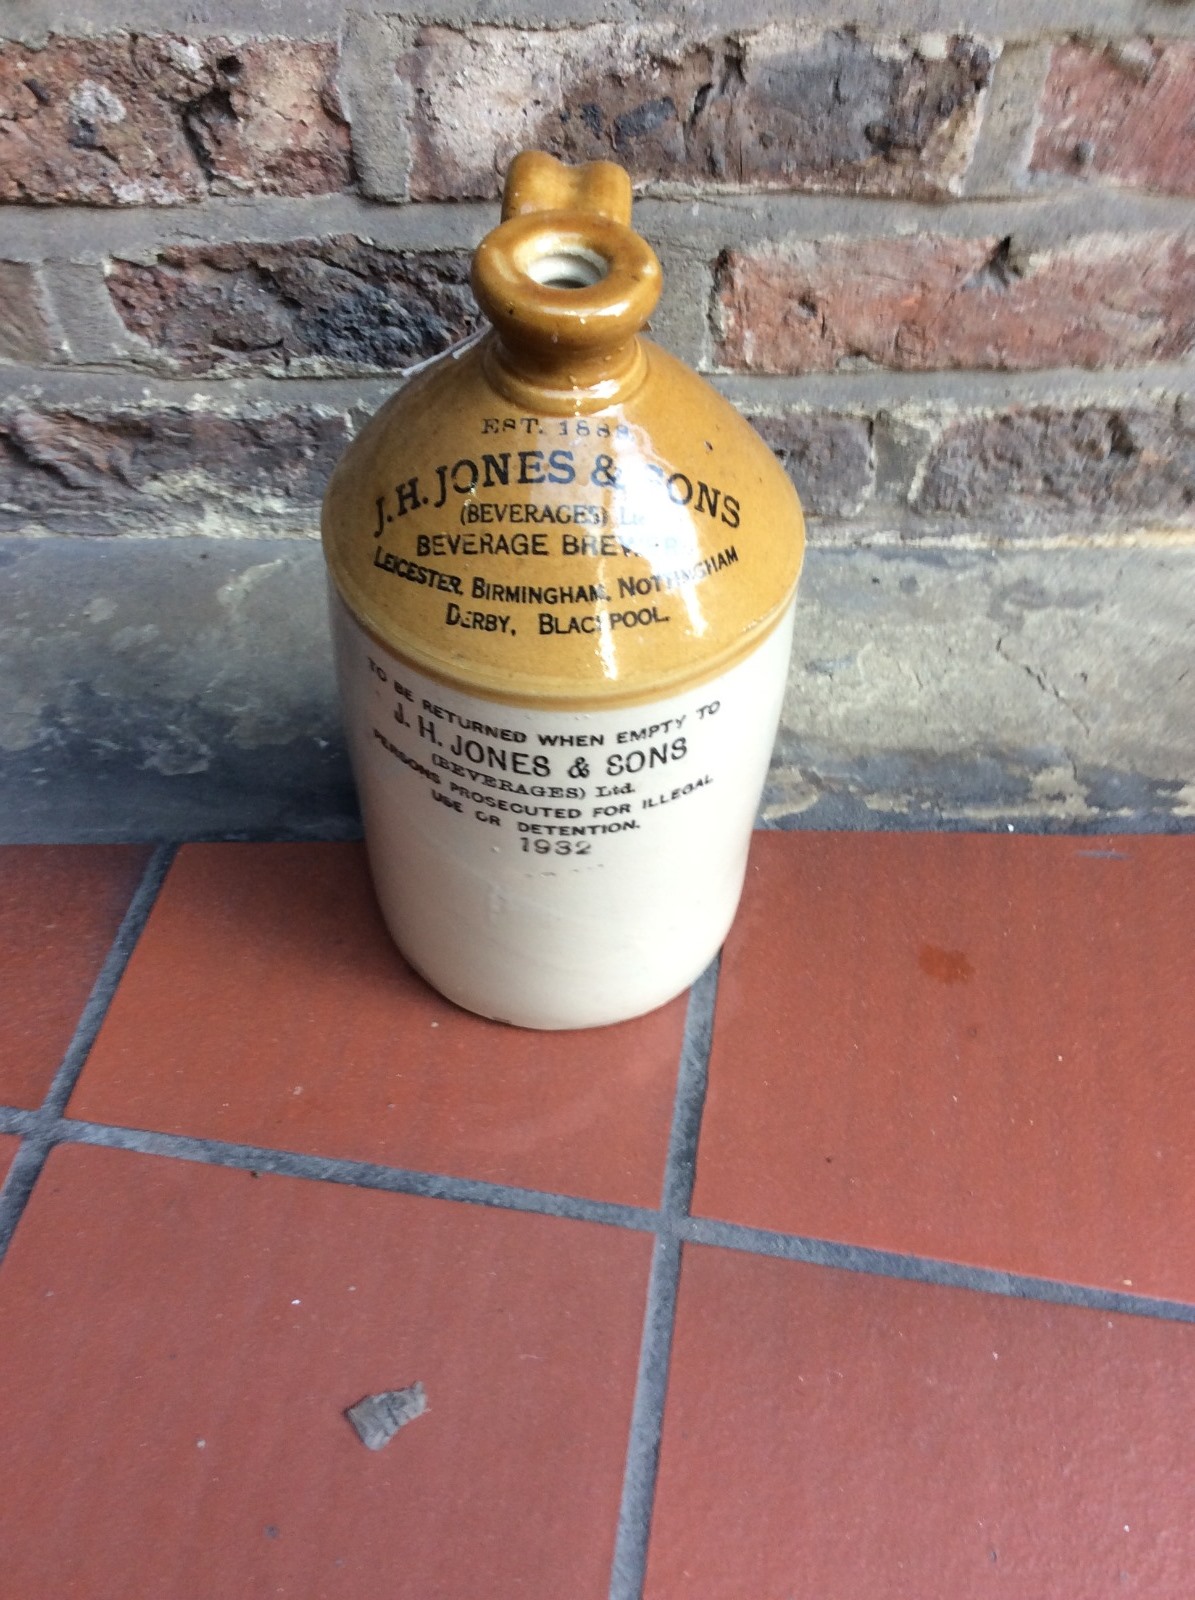 EST. 1888
J.H. JONES & SONS
(BEVERAGES) Ltd.
BEVERAGE BREWERS
LEICESTER, BIRMINGHAM, NOTTINGHAM
DERBY, BLACKPOOL.
TO BE RETURNED WHEN EMPTY TO
J. H. JONES & SONS
(BEVERAGES) Ltd.
PERSONS PROSECUTED FOR ILLEGAL
USE OR DETENTION.
1932